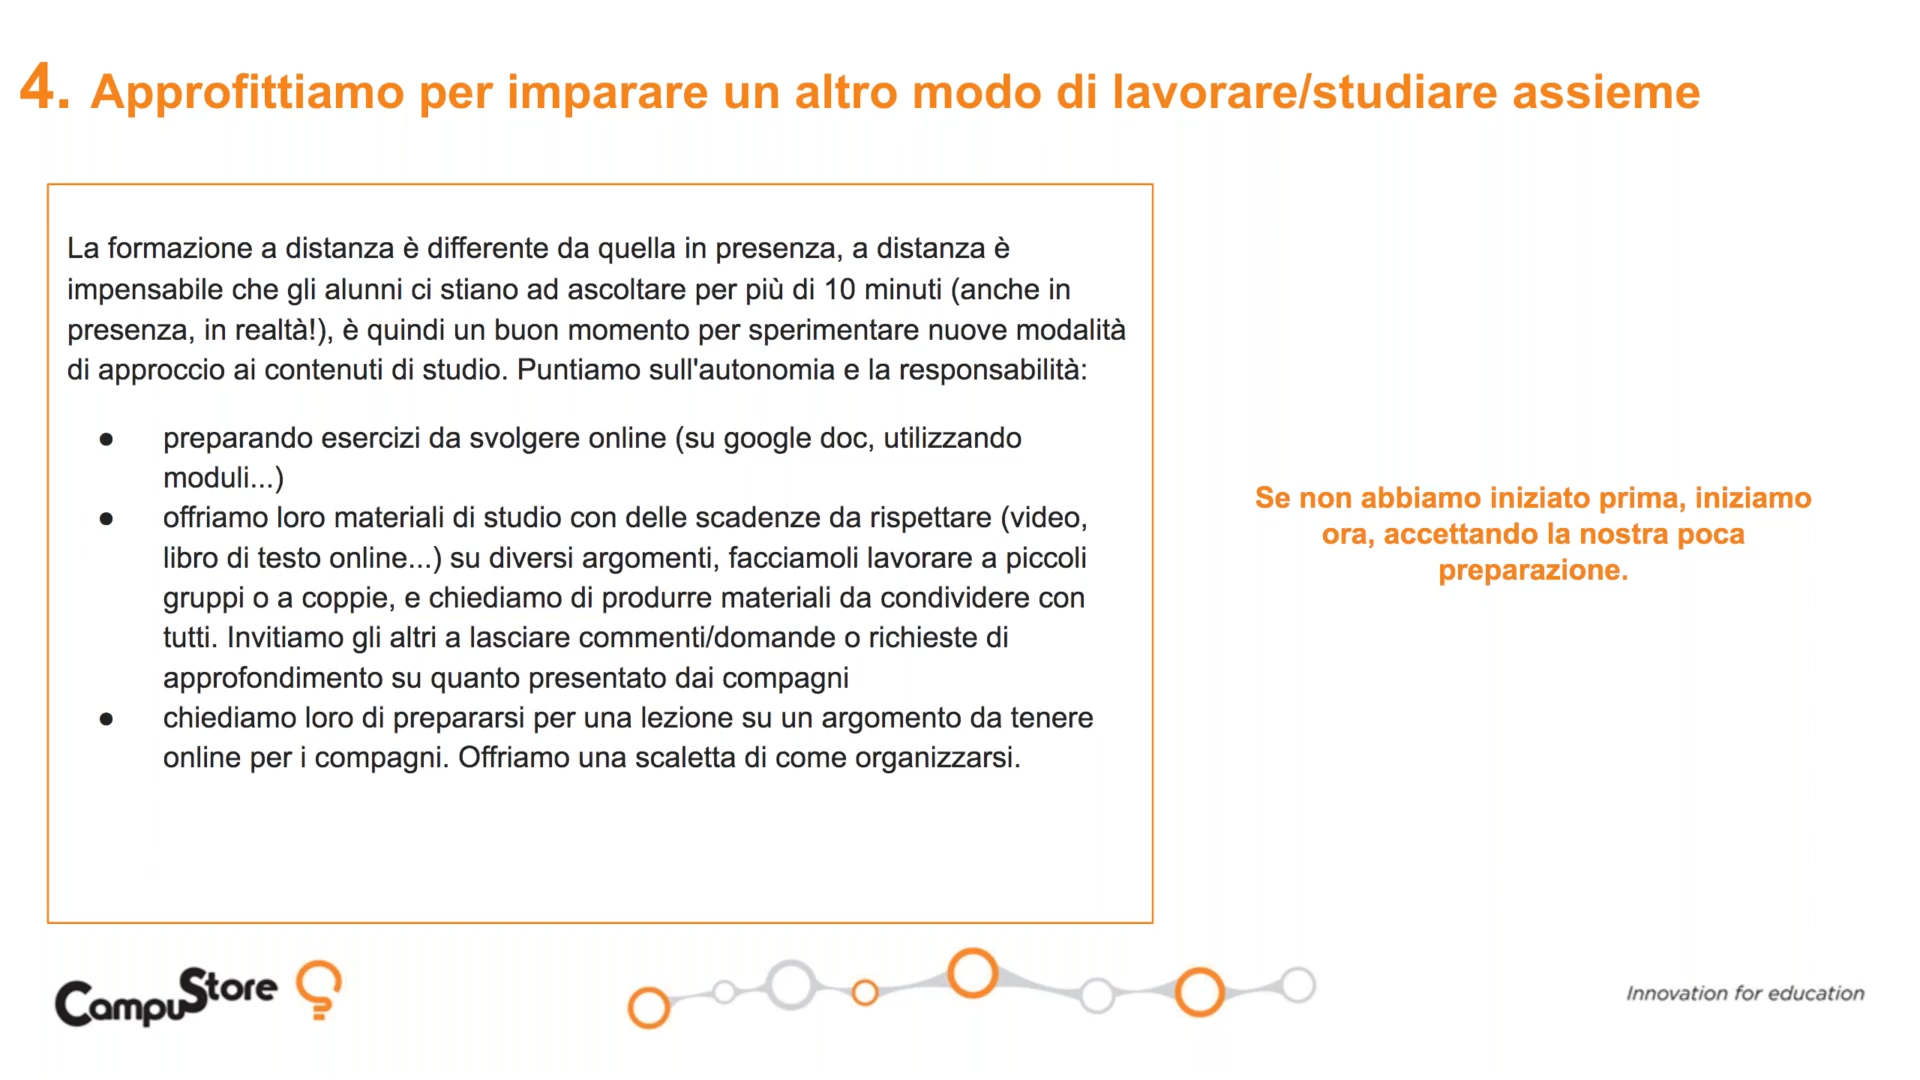 4. Approfittiamo per imparare un altro modo di lavorare/studiare assieme
La formazione a distanza è differente da quella in presenza, a distanza è
impensabile che gli alunni ci stiano ad ascoltare per più di 10 minuti (anche in
presenza, in realtà!), è quindi un buon momento per sperimentare nuove modalità
di approccio ai contenuti di studio. Puntiamo sull'autonomia e la responsabilità:
● preparando esercizi da svolgere online (su google doc, utilizzando
moduli...)
● offriamo loro materiali di studio con delle scadenze da rispettare (video,
libro di testo online...) su diversi argomenti, facciamoli lavorare a piccoli
gruppi o a coppie, e chiediamo di produrre materiali da condividere con
tutti. Invitiamo gli altri a lasciare commenti/domande o richieste di
approfondimento su quanto presentato dai compagni
● chiediamo loro di prepararsi per una lezione su un argomento da tenere
online per i compagni. Offriamo una scaletta di come organizzarsi.
Se non abbiamo iniziato prima, iniziamo
ora, accettando la nostra poca
preparazione.
CampuStore
Innovation for education